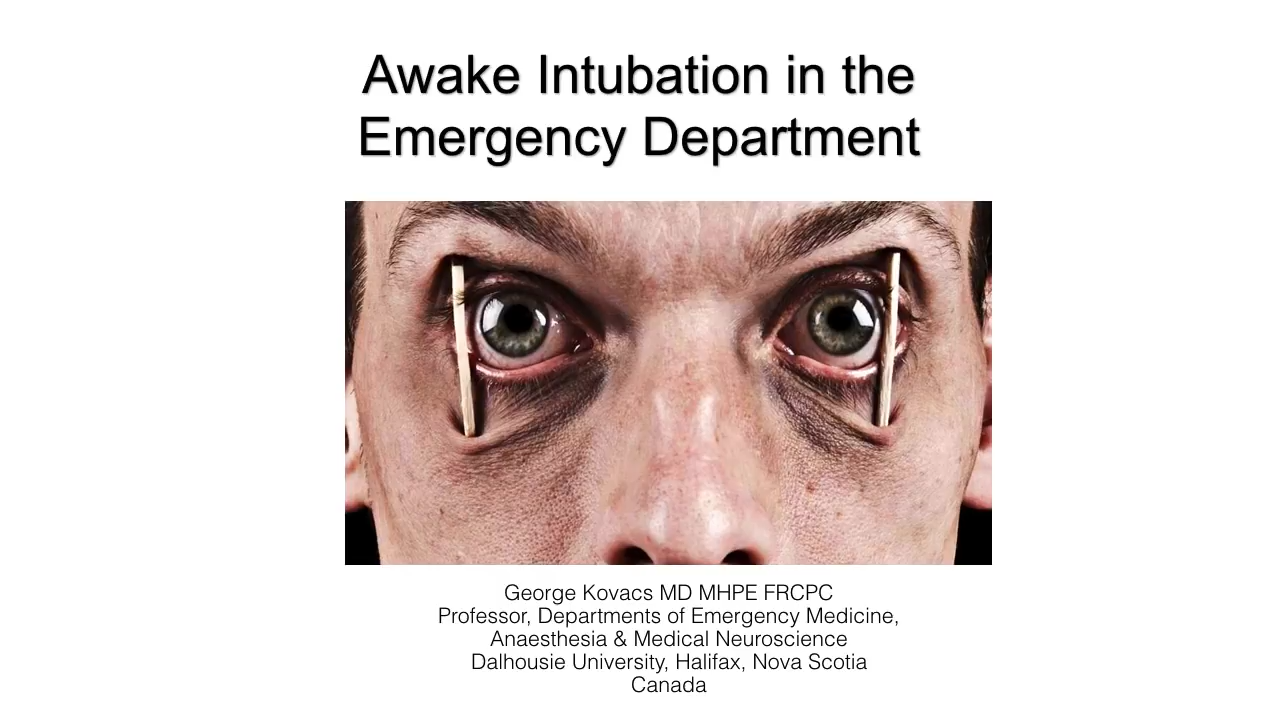 Awake Intubation in the
Emergency Department
George Kovacs MD MHPE FRCPC
Professor, Departments of Emergency Medicine,
Anaesthesia & Medical Neuroscience
Dalhousie University, Halifax, Nova Scotia
Canada